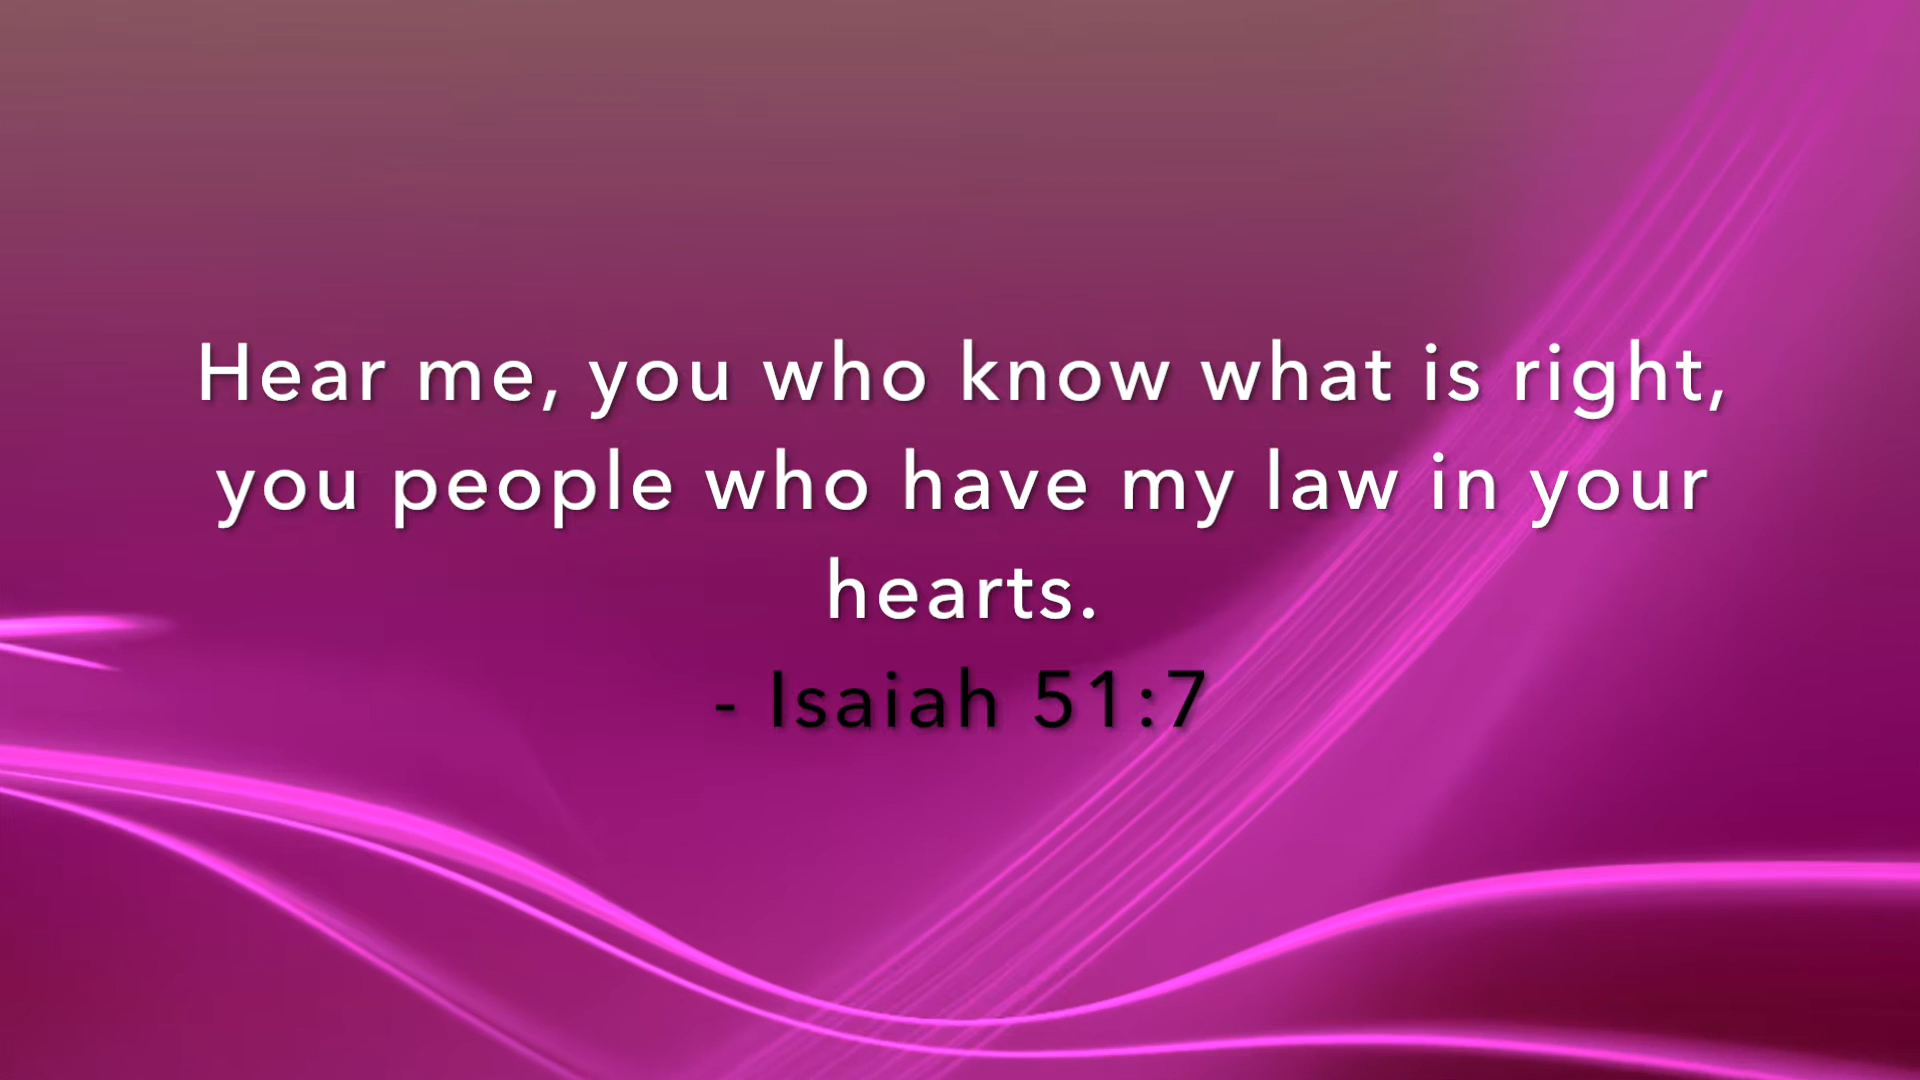 Hear me, you who know what is right,
you people who have my law in your
hearts.
- Isaiah 51:7